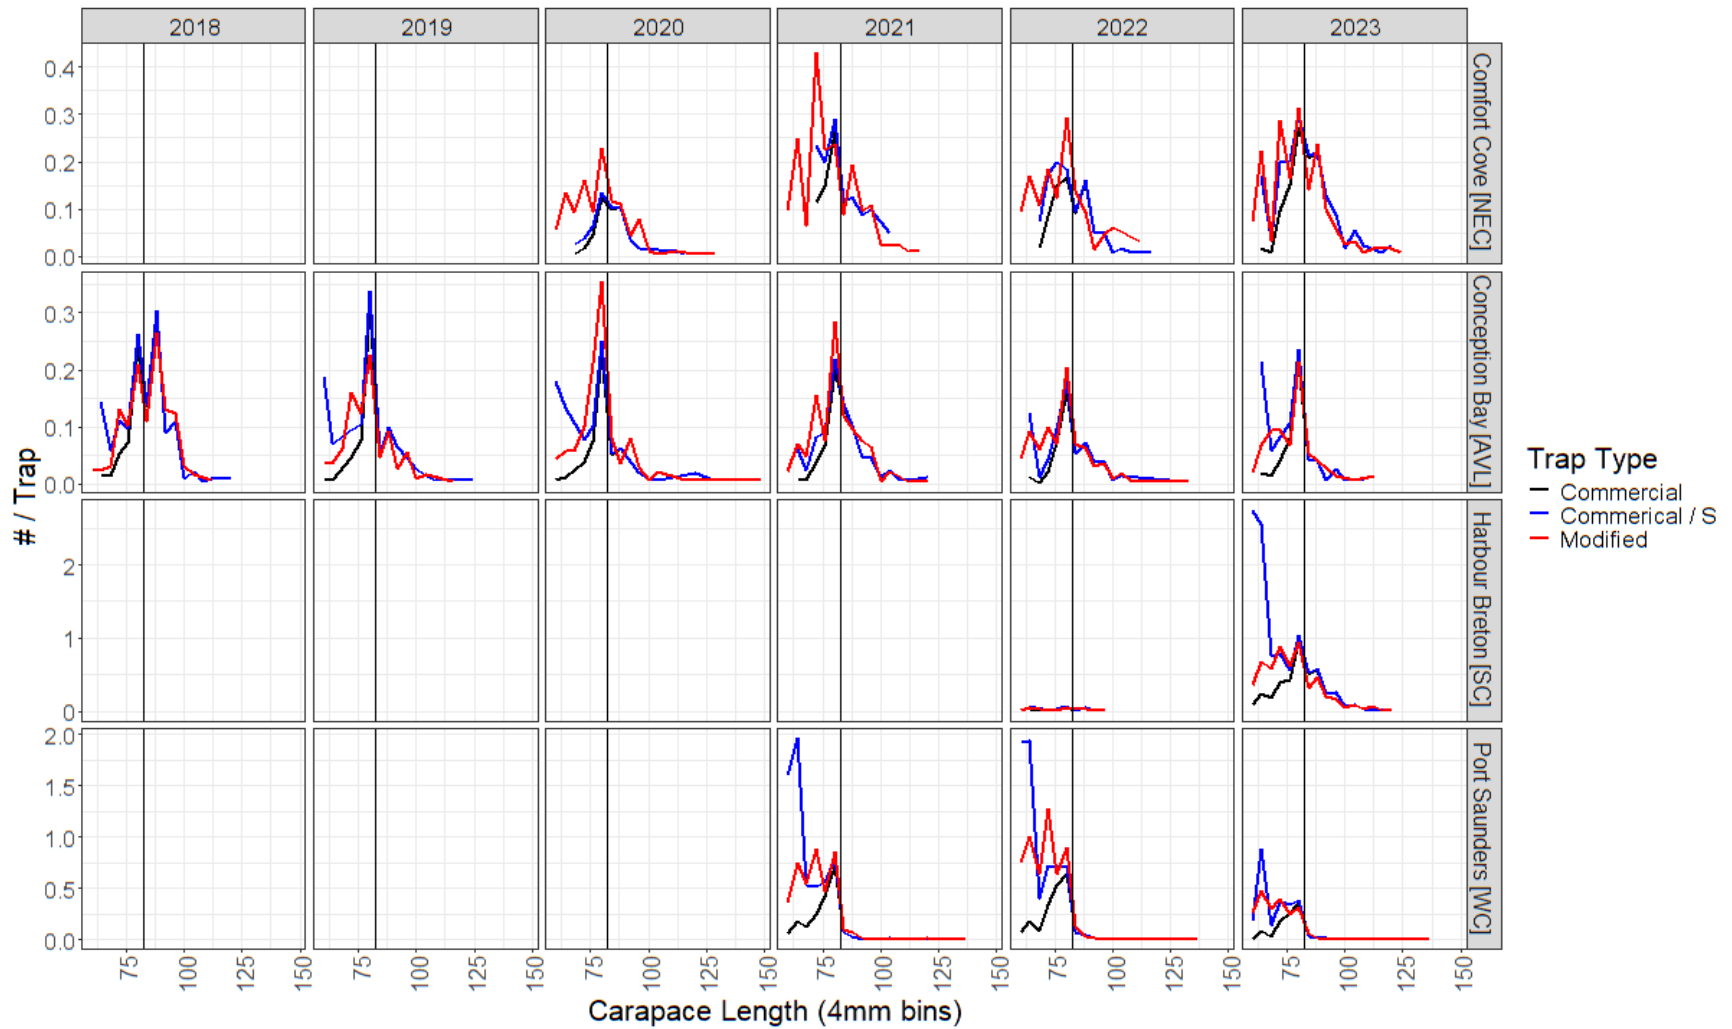 2018 2019 2020 2021 2022 2023
0.4
0.3
0.2
0.1
0.0
Comfort Cove [NEC]
0.3
0.2
0.1
0.0
Conception Bay [AVL]
2
1
0
Harbour Breton [SC]
2.0
1.5
1.0
0.5
0.0
Port Saunders [WC]
# / Trap
75 100 150 75 100 150 75 100 150 75 100 125 150 75 100 125 150 75 100 125 150
Carapace Length (4mm bins)
Trap Type
Commercial
Commerical / S
Modified